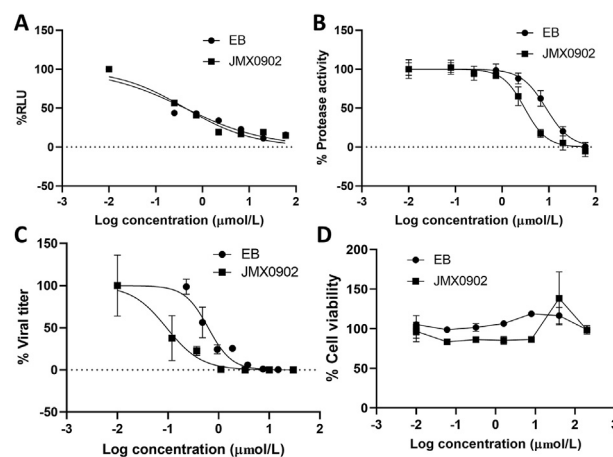 A
EB
JMX0902
%RLU
150
100
50
0
-50
-3 -2 -1 0 1 2
Log concentration (μmol/L)
B
EB
JMX0902
% Protease activity
150
100
50
0
-50
-3 -2 -1 0 1 2
Log concentration (μmol/L)
C
EB
JMX0902
% Viral titer
150
100
50
0
-50
-3 -2 -1 0 1 2
Log concentration (μmol/L)
D
EB
JMX0902
% Cell viability
200
150
100
50
0
-3 -2 -1 0 1 2 3
Log concentration (μmol/L)